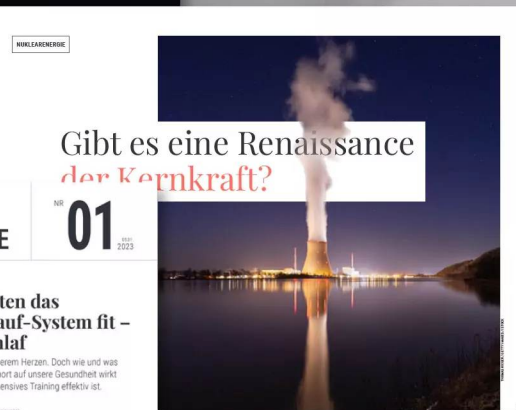 NUKLEARENERGIE
Gibt es eine Renaissance
der Kernkraft?
NR
01
2023
E
ten das
auf-System fit –
laf
erem Herzen. Doch wie und was
port auf unsere Gesundheit wirkt
ensives Training effektiv ist.